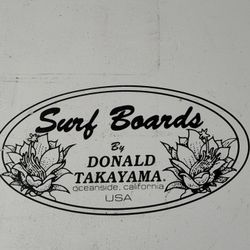 Surf Boards
By
DONALD
TAKAYAMA.
oceanside, california
USA